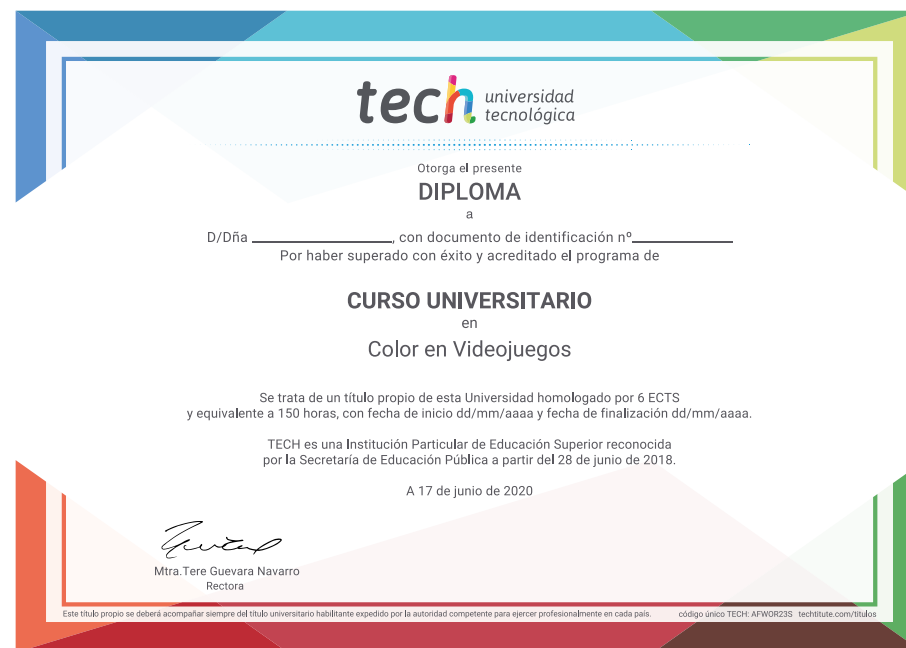 tech universidad
tecnológica
Otorga el presente
DIPLOMA
a
D/Dña ____________________, con documento de identificación nº______________
Por haber superado con éxito y acreditado el programa de
CURSO UNIVERSITARIO
en
Color en Videojuegos
Se trata de un título propio de esta Universidad homologado por 6 ECTS
y equivalente a 150 horas, con fecha de inicio dd/mm/aaaa y fecha de finalización dd/mm/aaaa.
TECH es una Institución Particular de Educación Superior reconocida
por la Secretaría de Educación Pública a partir del 28 de junio de 2018.
A 17 de junio de 2020
Mtra.Tere Guevara Navarro
Rectora
Este título propio se deberá acompañar siempre del título universitario habilitante expedido por la autoridad competente para ejercer profesionalmente en cada país. código único TECH: AFWOR23S techtitute.com/titulos